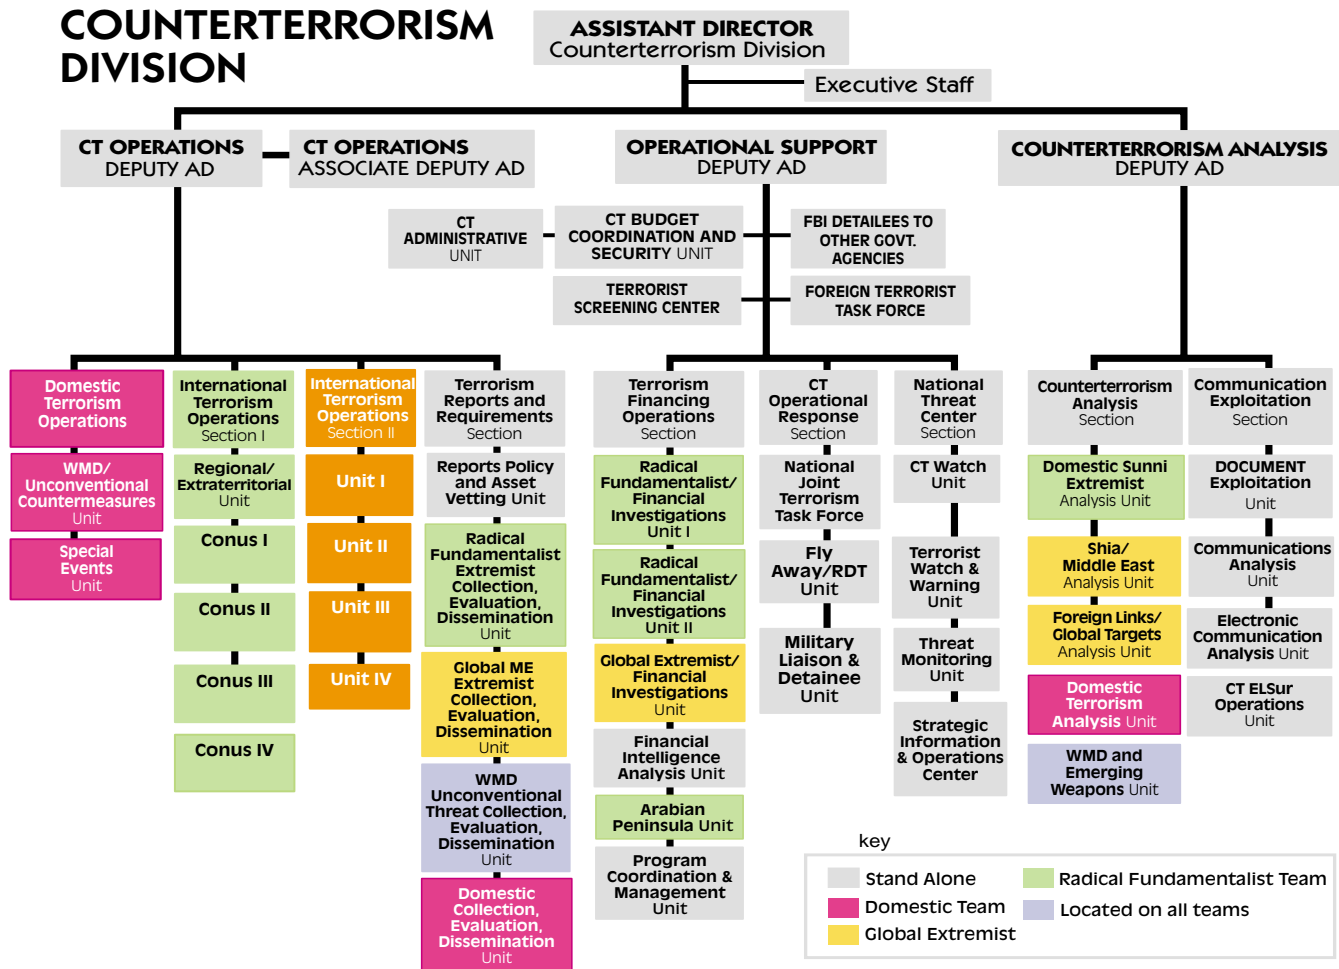 COUNTERTERRORISM
DIVISION
ASSISTANT DIRECTOR
Counterterrorism Division
Executive Staff
CT OPERATIONS
DEPUTY AD
CT OPERATIONS
ASSOCIATE DEPUTY AD
OPERATIONAL SUPPORT
DEPUTY AD
COUNTERTERRORISM ANALYSIS
DEPUTY AD
CT
ADMINISTRATIVE
UNIT
CT BUDGET
COORDINATION AND
SECURITY UNIT
FBI DETAILEES TO
OTHER GOVT.
AGENCIES
TERRORIST
SCREENING CENTER
FOREIGN TERRORIST
TASK FORCE
Domestic
Terrorism
Operations
WMD/
Unconventional
Countermeasures
Unit
Special
Events
Unit
International
Terrorism
Operations
Section I
Regional/
Extraterritorial
Unit
Conus I
Conus II
Conus III
Conus IV
International
Terrorism
Operations
Section II
Unit I
Unit II
Unit III
Unit IV
Terrorism
Reports and
Requirements
Section
Reports Policy
and Asset
Vetting Unit
Radical
Fundamentalist
Extremist
Collection,
Evaluation,
Dissemination
Unit
Global ME
Extremist
Collection,
Evaluation,
Dissemination
Unit
WMD
Unconventional
Threat Collection,
Evaluation,
Dissemination
Unit
Domestic
Collection,
Evaluation,
Dissemination
Unit
Terrorism
Financing
Operations
Section
Radical
Fundamentalist/
Financial
Investigations
Unit I
Radical
Fundamentalist/
Financial
Investigations
Unit II
Global Extremist/
Financial
Investigations
Unit
Financial
Intelligence
Analysis Unit
Arabian
Peninsula Unit
Program
Coordination &
Management
Unit
CT
Operational
Response
Section
National
Joint
Terrorism
Task Force
Fly
Away/RDT
Unit
Military
Liaison &
Detainee
Unit
National
Threat
Center
Section
CT Watch
Unit
Terrorist
Watch &
Warning
Unit
Threat
Monitoring
Unit
Strategic
Information
& Operations
Center
Counterterrorism
Analysis
Section
Domestic Sunni
Extremist
Analysis Unit
Shia/
Middle East
Analysis Unit
Foreign Links/
Global Targets
Analysis Unit
Domestic
Terrorism
Analysis Unit
WMD and
Emerging
Weapons Unit
Communication
Exploitation
Section
DOCUMENT
Exploitation
Unit
Communications
Analysis
Unit
Electronic
Communication
Analysis Unit
CT ELSur
Operations
Unit
key
Stand Alone
Domestic Team
Global Extremist
Radical Fundamentalist Team
Located on all teams